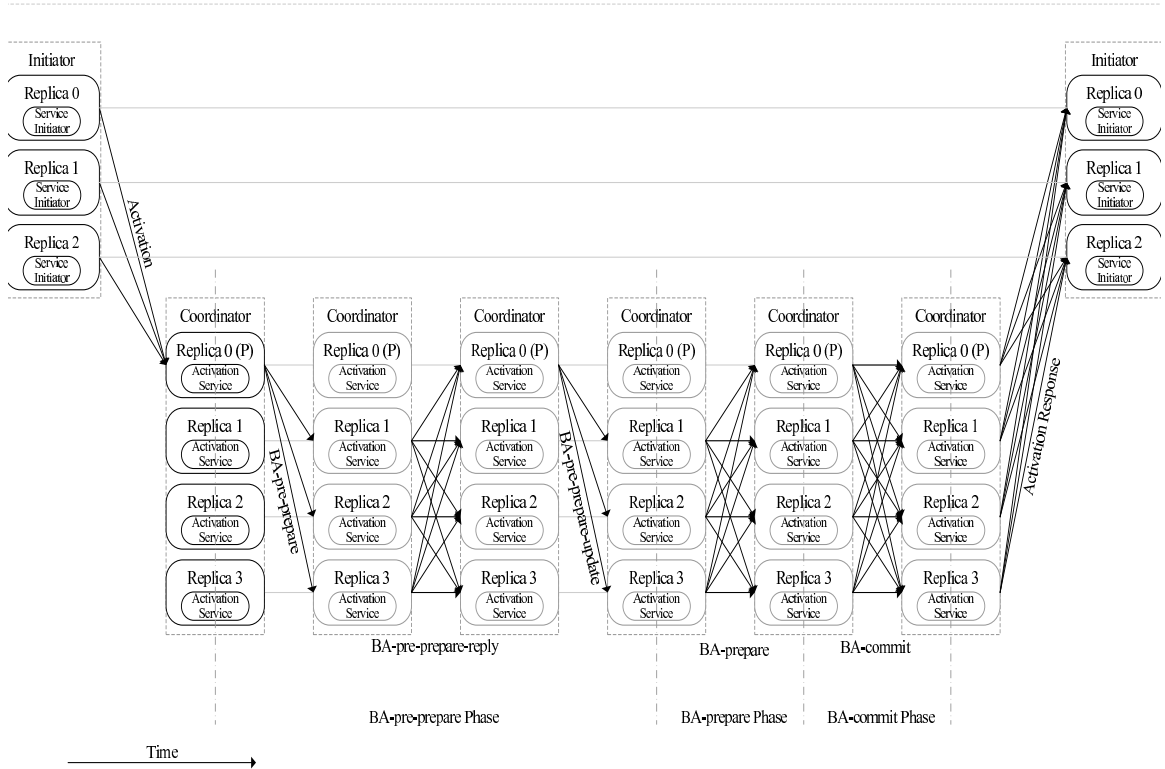 Initiator
Replica 0
Service
Initiator
Replica 1
Service
Initiator
Replica 2
Service
Initiator
Activation
Initiator
Replica 0
Service
Initiator
Replica 1
Service
Initiator
Replica 2
Service
Initiator
Coordinator
Replica 0 (P)
Activation
Service
Replica 1
Activation
Service
Replica 2
Activation
Service
Replica 3
Activation
Service
BA-pre-prepare
Coordinator
Replica 0 (P)
Activation
Service
Replica 1
Activation
Service
Replica 2
Activation
Service
Replica 3
Activation
Service
Coordinator
Replica 0 (P)
Activation
Service
Replica 1
Activation
Service
Replica 2
Activation
Service
Replica 3
Activation
Service
BA-pre-prepare-update
Coordinator
Replica 0 (P)
Activation
Service
Replica 1
Activation
Service
Replica 2
Activation
Service
Replica 3
Activation
Service
Coordinator
Replica 0 (P)
Activation
Service
Replica 1
Activation
Service
Replica 2
Activation
Service
Replica 3
Activation
Service
Coordinator
Replica 0 (P)
Activation
Service
Replica 1
Activation
Service
Replica 2
Activation
Service
Replica 3
Activation
Service
Activation Response
BA-pre-prepare-reply
BA-prepare
BA-commit
BA-pre-prepare Phase
BA-prepare Phase
BA-commit Phase
Time